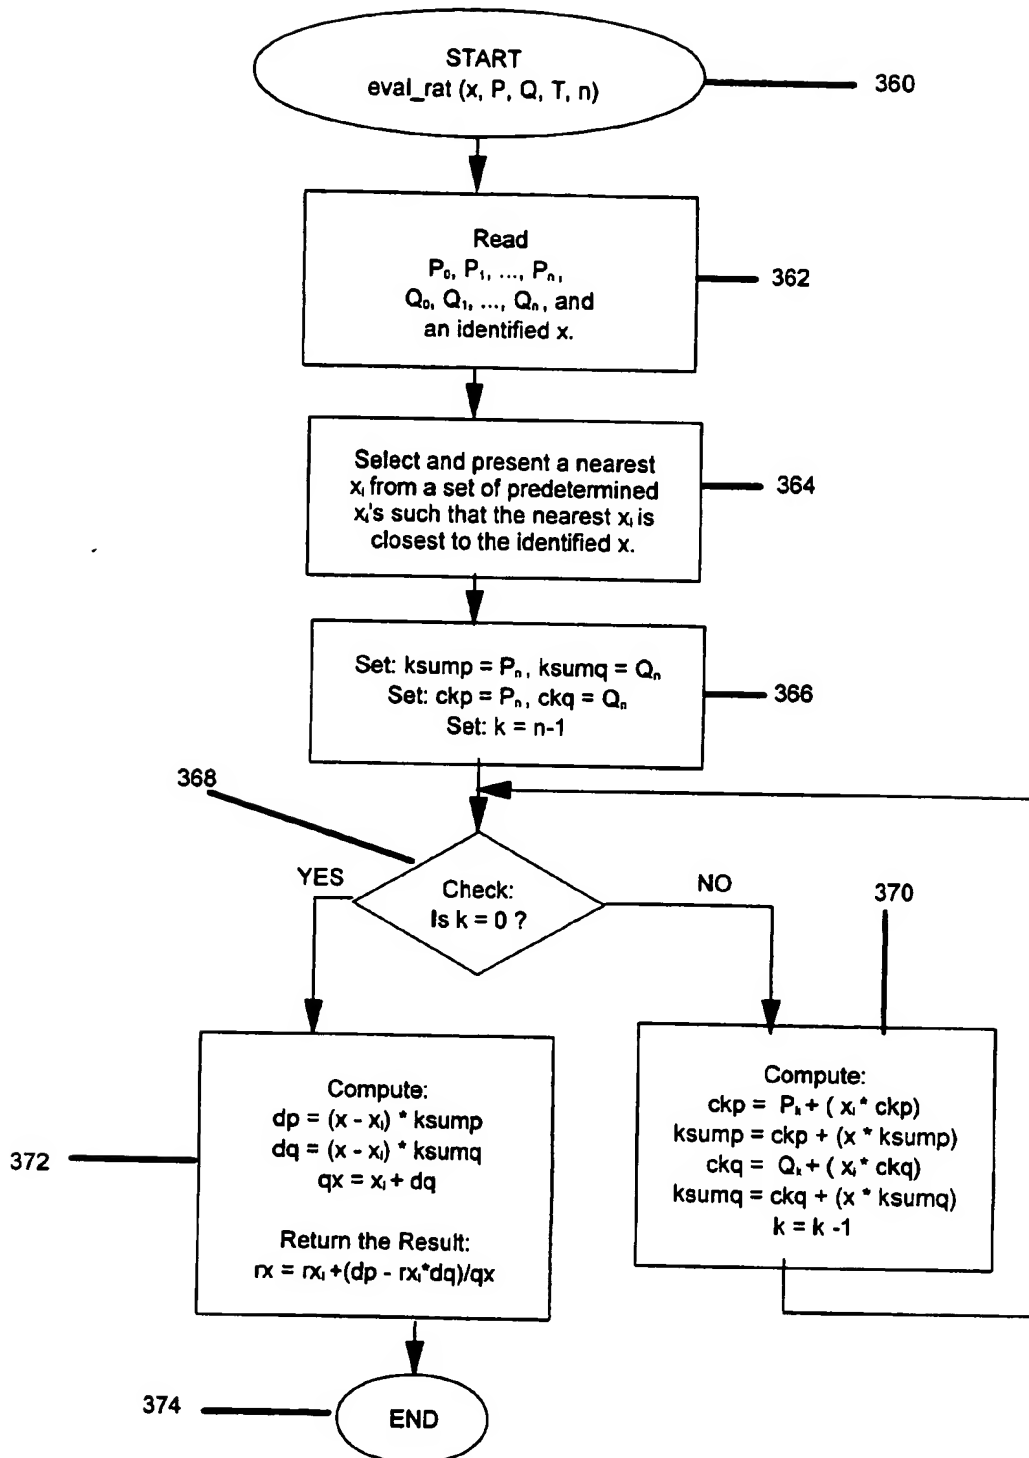 START
eval_rat (x, P, Q, T, n)
360
Read
P₀, P₁, ..., Pₙ,
Q₀, Q₁, ..., Qₙ, and
an identified x.
362
Select and present a nearest
xᵢ from a set of predetermined
xᵢ's such that the nearest xᵢ is
closest to the identified x.
364
Set: ksump = Pₙ, ksumq = Qₙ
Set: ckp = Pₙ, ckq = Qₙ
Set: k = n-1
366
368
Check:
Is k = 0 ?
YES
NO
370
Compute:
ckp = Pₖ + ( xᵢ * ckp)
ksump = ckp + (x * ksump)
ckq = Qₖ + ( xᵢ * ckq)
ksumq = ckq + (x * ksumq)
k = k -1
Compute:
dp = (x - xᵢ) * ksump
dq = (x - xᵢ) * ksumq
qx = xᵢ + dq
Return the Result:
rx = rxᵢ +(dp - rxᵢ*dq)/qx
372
374
END